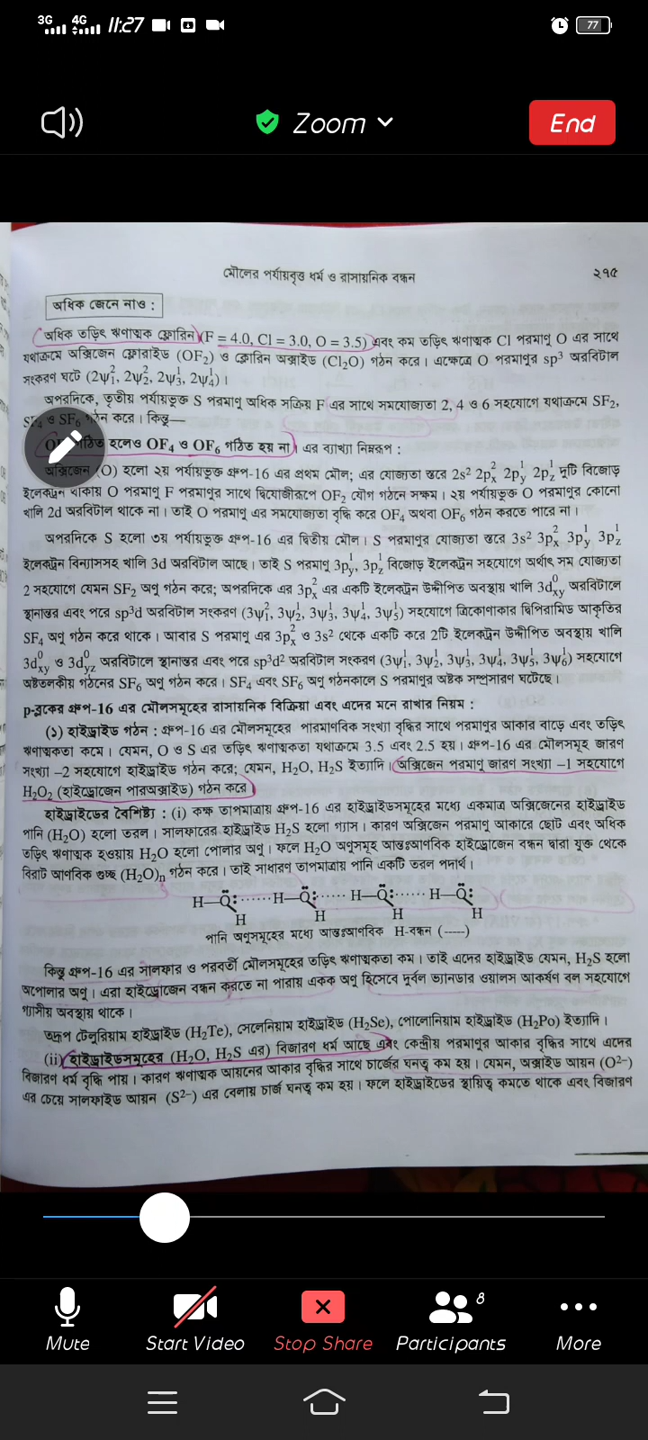 3G 4G 11:27 77
Zoom End
মৌলের পর্যায়বৃত্ত ধর্ম ও রাসায়নিক বন্ধন ২৭৫
অধিক জেনে নাও :
অধিক তড়িৎ ঋণাত্মক ফ্লোরিন (F = 4.0, Cl = 3.0, O = 3.5) এবং কম তড়িৎ ঋণাত্মক Cl পরমাণু O এর সাথে
যথাক্রমে অক্সিজেন ফ্লোরাইড (OF₂) ও ক্লোরিন অক্সাইড (Cl₂O) গঠন করে। এক্ষেত্রে O পরমাণুর sp³ অরবিটাল
সংকরণ ঘটে (2ψ₁², 2ψ₂², 2ψ₃¹, 2ψ₄¹)।
অপরদিকে, তৃতীয় পর্যায়ভুক্ত S পরমাণু অধিক সক্রিয় F এর সাথে সমযোজ্যতা 2, 4 ও 6 সহযোগে যথাক্রমে SF₂,
ও SF₆ গঠন করে। কিন্তু—
গঠিত হলেও OF₄ ও OF₆ গঠিত হয় না। এর ব্যাখ্যা নিম্নরূপ :
অক্সিজেন (O) হলো ২য় পর্যায়ভুক্ত গ্রুপ-16 এর প্রথম মৌল; এর যোজ্যতা স্তরে 2s² 2pₓ² 2p_y¹ 2p_z¹ দুটি বিজোড়
ইলেকট্রন থাকায় O পরমাণু F পরমাণুর সাথে দ্বিযোজীরূপে OF₂ যৌগ গঠনে সক্ষম। ২য় পর্যায়ভুক্ত O পরমাণুর কোনো
খালি 2d অরবিটাল থাকে না। তাই O পরমাণু এর সমযোজ্যতা বৃদ্ধি করে OF₄ অথবা OF₆ গঠন করতে পারে না।
অপরদিকে S হলো ৩য় পর্যায়ভুক্ত গ্রুপ-16 এর দ্বিতীয় মৌল। S পরমাণুর যোজ্যতা স্তরে 3s² 3pₓ² 3p_y¹ 3p_z¹
ইলেকট্রন বিন্যাসসহ খালি 3d অরবিটাল আছে। তাই S পরমাণু 3p_y¹, 3p_z¹ বিজোড় ইলেকট্রন সহযোগে অর্থাৎ সম যোজ্যতা
2 সহযোগে যেমন SF₂ অণু গঠন করে; অপরদিকে এর 3pₓ² এর একটি ইলেকট্রন উদ্দীপিত অবস্থায় খালি 3d_xy⁰ অরবিটালে
স্থানান্তর এবং পরে sp³d অরবিটাল সংকরণ (3ψ₁², 3ψ₂¹, 3ψ₃¹, 3ψ₄¹, 3ψ₅¹) সহযোগে ত্রিকোণাকার দ্বিপিরামিড আকৃতির
SF₄ অণু গঠন করে থাকে। আবার S পরমাণু এর 3pₓ² ও 3s² থেকে একটি করে 2টি ইলেকট্রন উদ্দীপিত অবস্থায় খালি
3d_xy⁰ ও 3d_yz⁰ অরবিটালে স্থানান্তর এবং পরে sp³d² অরবিটাল সংকরণ (3ψ₁¹, 3ψ₂¹, 3ψ₃¹, 3ψ₄¹, 3ψ₅¹, 3ψ₆¹) সহযোগে
অষ্টতলকীয় গঠনের SF₆ অণু গঠন করে। SF₄ এবং SF₆ অণু গঠনকালে S পরমাণুর অষ্টক সম্প্রসারণ ঘটেছে।
p-ব্লকের গ্রুপ-16 এর মৌলসমূহের রাসায়নিক বিক্রিয়া এবং এদের মনে রাখার নিয়ম :
(১) হাইড্রাইড গঠন : গ্রুপ-16 এর মৌলসমূহের পারমাণবিক সংখ্যা বৃদ্ধির সাথে পরমাণুর আকার বাড়ে এবং তড়িৎ
ঋণাত্মকতা কমে। যেমন, O ও S এর তড়িৎ ঋণাত্মকতা যথাক্রমে 3.5 এবং 2.5 হয়। গ্রুপ-16 এর মৌলসমূহ জারণ
সংখ্যা –2 সহযোগে হাইড্রাইড গঠন করে; যেমন, H₂O, H₂S ইত্যাদি। অক্সিজেন পরমাণু জারণ সংখ্যা –1 সহযোগে
H₂O₂ (হাইড্রোজেন পারঅক্সাইড) গঠন করে।
হাইড্রাইডের বৈশিষ্ট্য : (i) কক্ষ তাপমাত্রায় গ্রুপ-16 এর হাইড্রাইডসমূহের মধ্যে একমাত্র অক্সিজেনের হাইড্রাইড
পানি (H₂O) হলো তরল। সালফারের হাইড্রাইড H₂S হলো গ্যাস। কারণ অক্সিজেন পরমাণু আকারে ছোট এবং অধিক
তড়িৎ ঋণাত্মক হওয়ায় H₂O হলো পোলার অণু। ফলে H₂O অণুসমূহ আন্তঃআণবিক হাইড্রোজেন বন্ধন দ্বারা যুক্ত থেকে
বিরাট আণবিক গুচ্ছ (H₂O)ₙ গঠন করে। তাই সাধারণ তাপমাত্রায় পানি একটি তরল পদার্থ।
H—O:······H—O:······H—O:······H—O:
H H H H
পানি অণুসমূহের মধ্যে আন্তঃআণবিক H-বন্ধন (-----)
কিন্তু গ্রুপ-16 এর সালফার ও পরবর্তী মৌলসমূহের তড়িৎ ঋণাত্মকতা কম। তাই এদের হাইড্রাইড যেমন, H₂S হলো
অপোলার অণু। এরা হাইড্রোজেন বন্ধন করতে না পারায় একক অণু হিসেবে দুর্বল ভ্যানডার ওয়ালস আকর্ষণ বল সহযোগে
গ্যাসীয় অবস্থায় থাকে।
তদ্রূপ টেলুরিয়াম হাইড্রাইড (H₂Te), সেলেনিয়াম হাইড্রাইড (H₂Se), পোলোনিয়াম হাইড্রাইড (H₂Po) ইত্যাদি।
(ii) হাইড্রাইডসমূহের (H₂O, H₂S এর) বিজারণ ধর্ম আছে এবং কেন্দ্রীয় পরমাণুর আকার বৃদ্ধির সাথে এদের
বিজারণ ধর্ম বৃদ্ধি পায়। কারণ ঋণাত্মক আয়নের আকার বৃদ্ধির সাথে চার্জের ঘনত্ব কম হয়। যেমন, অক্সাইড আয়ন (O²⁻)
এর চেয়ে সালফাইড আয়ন (S²⁻) এর বেলায় চার্জ ঘনত্ব কম হয়। ফলে হাইড্রাইডের স্থায়িত্ব কমতে থাকে এবং বিজারণ
8
Mute Start Video Stop Share Participants More